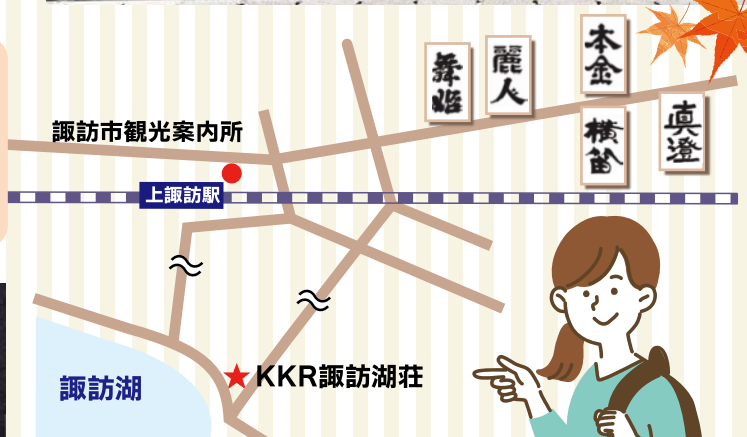 本金
麗人
舞姫
真澄
横笛
諏訪市観光案内所
上諏訪駅
KKR諏訪湖荘
諏訪湖